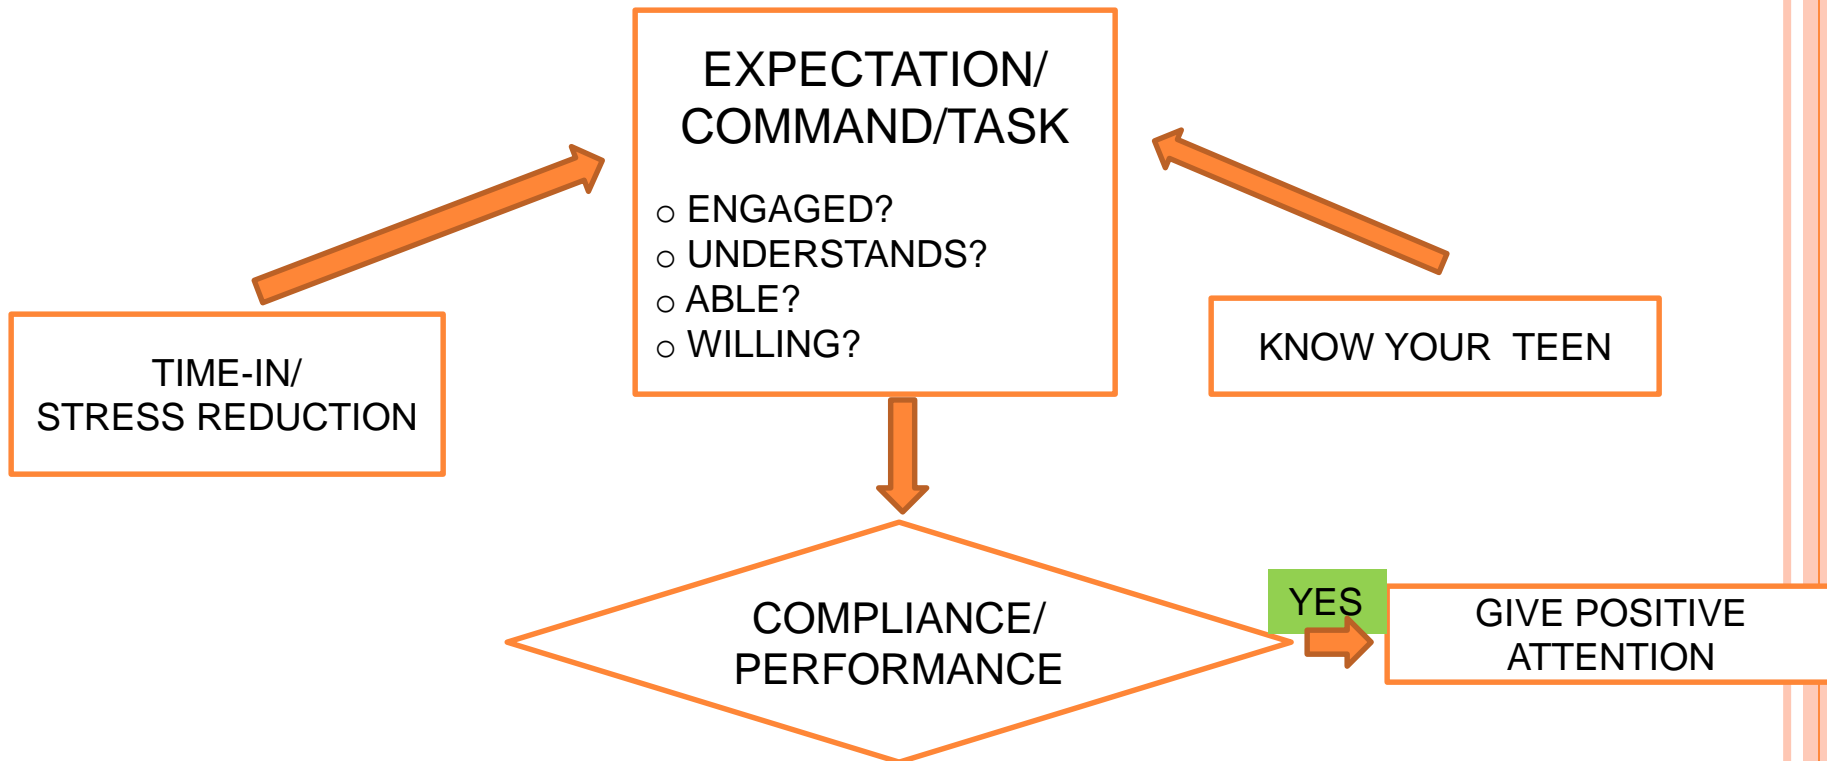 EXPECTATION/
COMMAND/TASK
○ ENGAGED?
○ UNDERSTANDS?
○ ABLE?
○ WILLING?
TIME-IN/
STRESS REDUCTION
KNOW YOUR TEEN
COMPLIANCE/
PERFORMANCE
YES
GIVE POSITIVE
ATTENTION